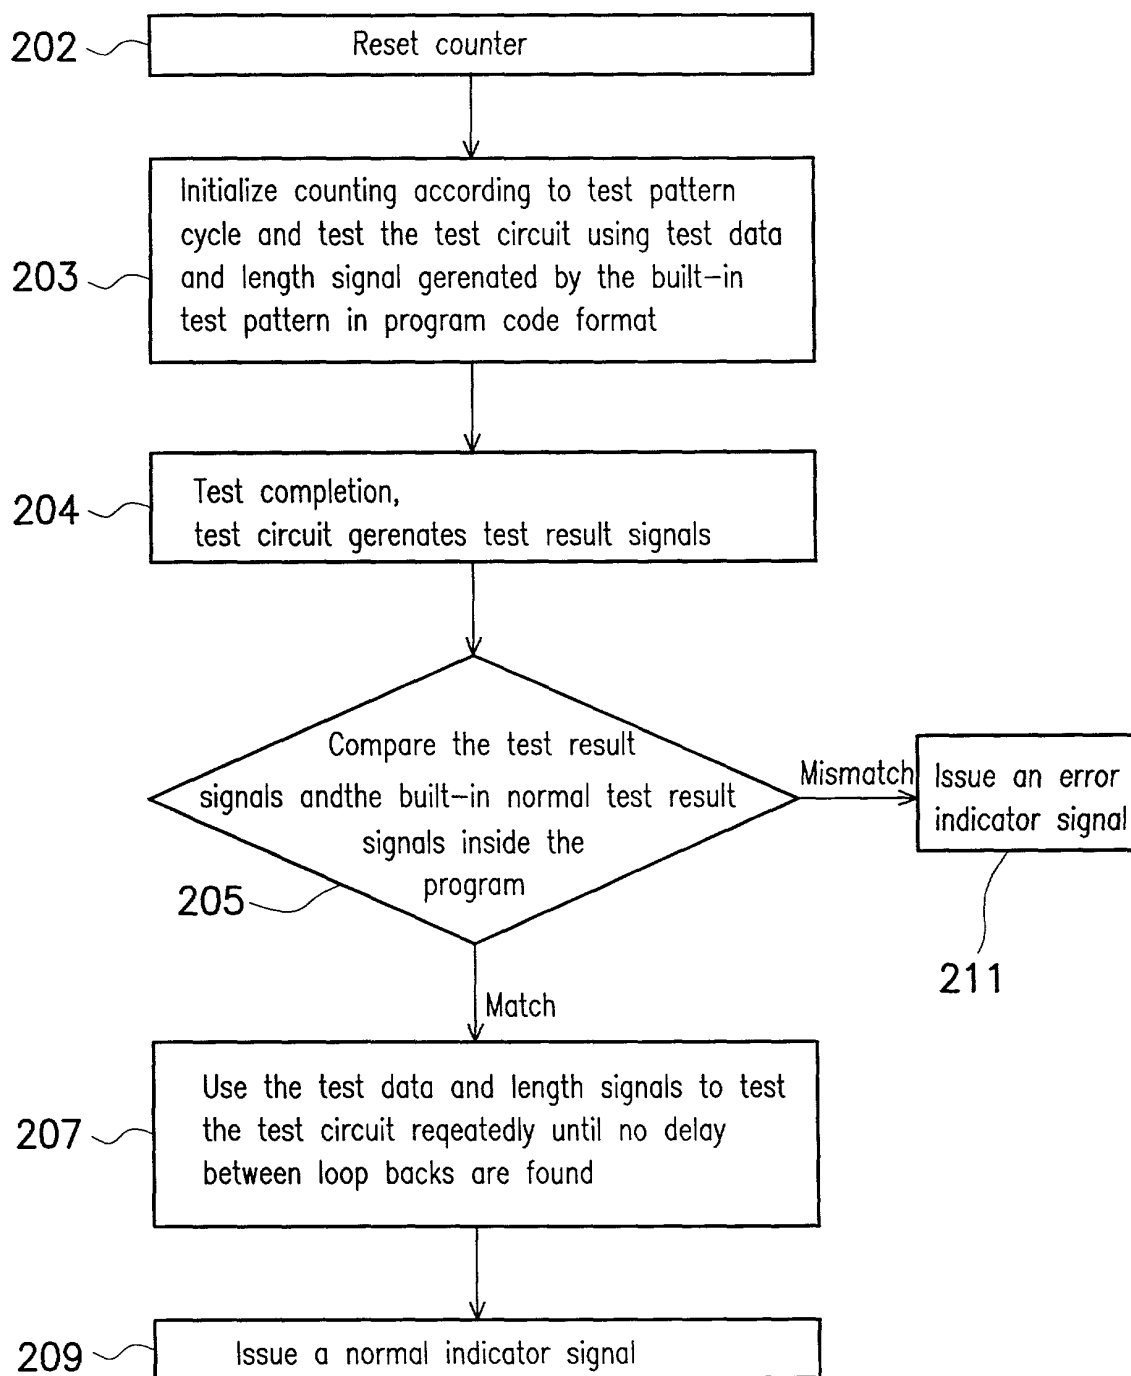 202
Reset counter
203
Initialize counting according to test pattern
cycle and test the test circuit using test data
and length signal gerenated by the built-in
test pattern in program code format
204
Test completion,
test circuit gerenates test result signals
Compare the test result
signals andthe built-in normal test result
signals inside the
program
205
Mismatch
Issue an error
indicator signal
211
Match
207
Use the test data and length signals to test
the test circuit reqeatedly until no delay
between loop backs are found
209
Issue a normal indicator signal